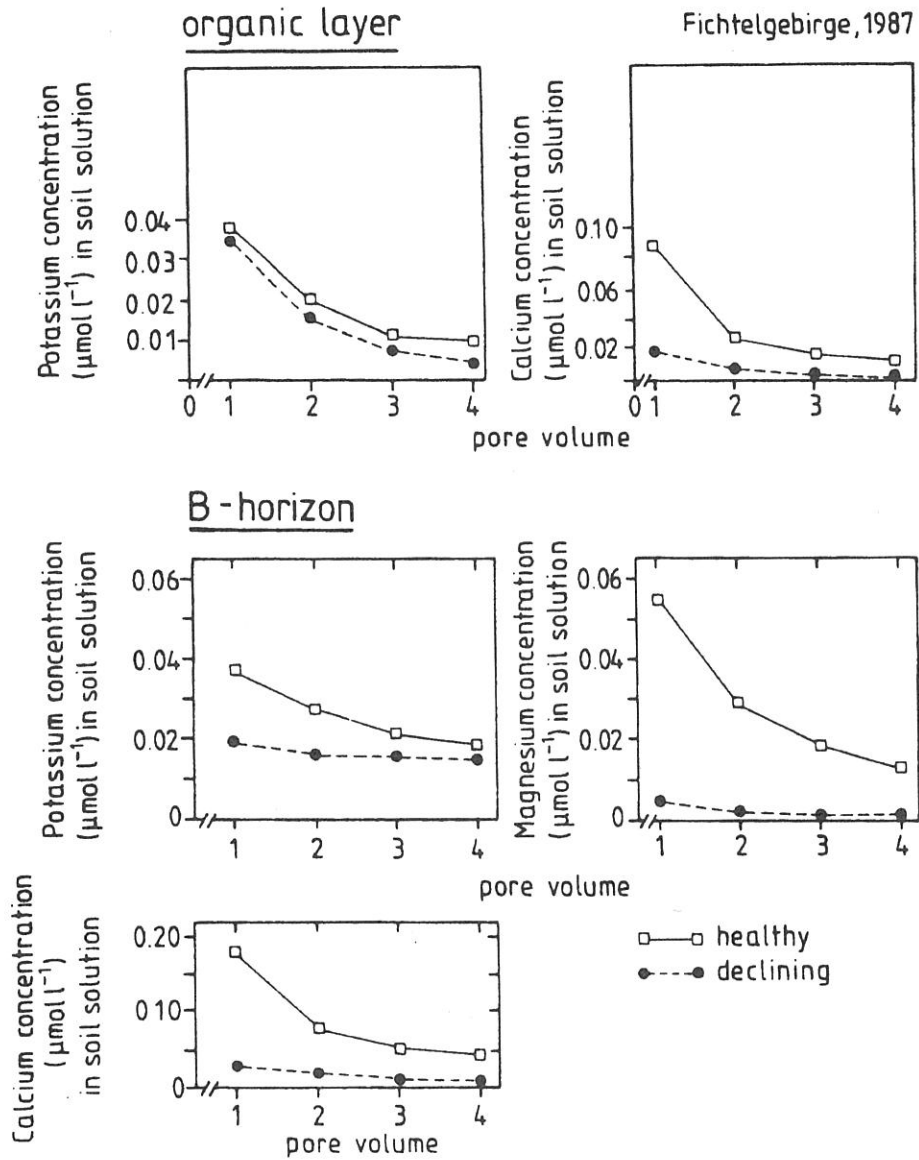 organic layer
Fichtelgebirge, 1987
Potassium concentration
(µmol l⁻¹) in soil solution
0.04
0.03
0.02
0.01
0
1 2 3 4
Calcium concentration
(µmol l⁻¹) in soil solution
0.10
0.06
0.02
0
1 2 3 4
pore volume
B-horizon
Potassium concentration
(µmol l⁻¹) in soil solution
0.06
0.04
0.02
0
1 2 3 4
Magnesium concentration
(µmol l⁻¹) in soil solution
0.06
0.04
0.02
0
1 2 3 4
pore volume
Calcium concentration
(µmol l⁻¹)
in soil solution
0.20
0.10
0
1 2 3 4
pore volume
healthy
declining